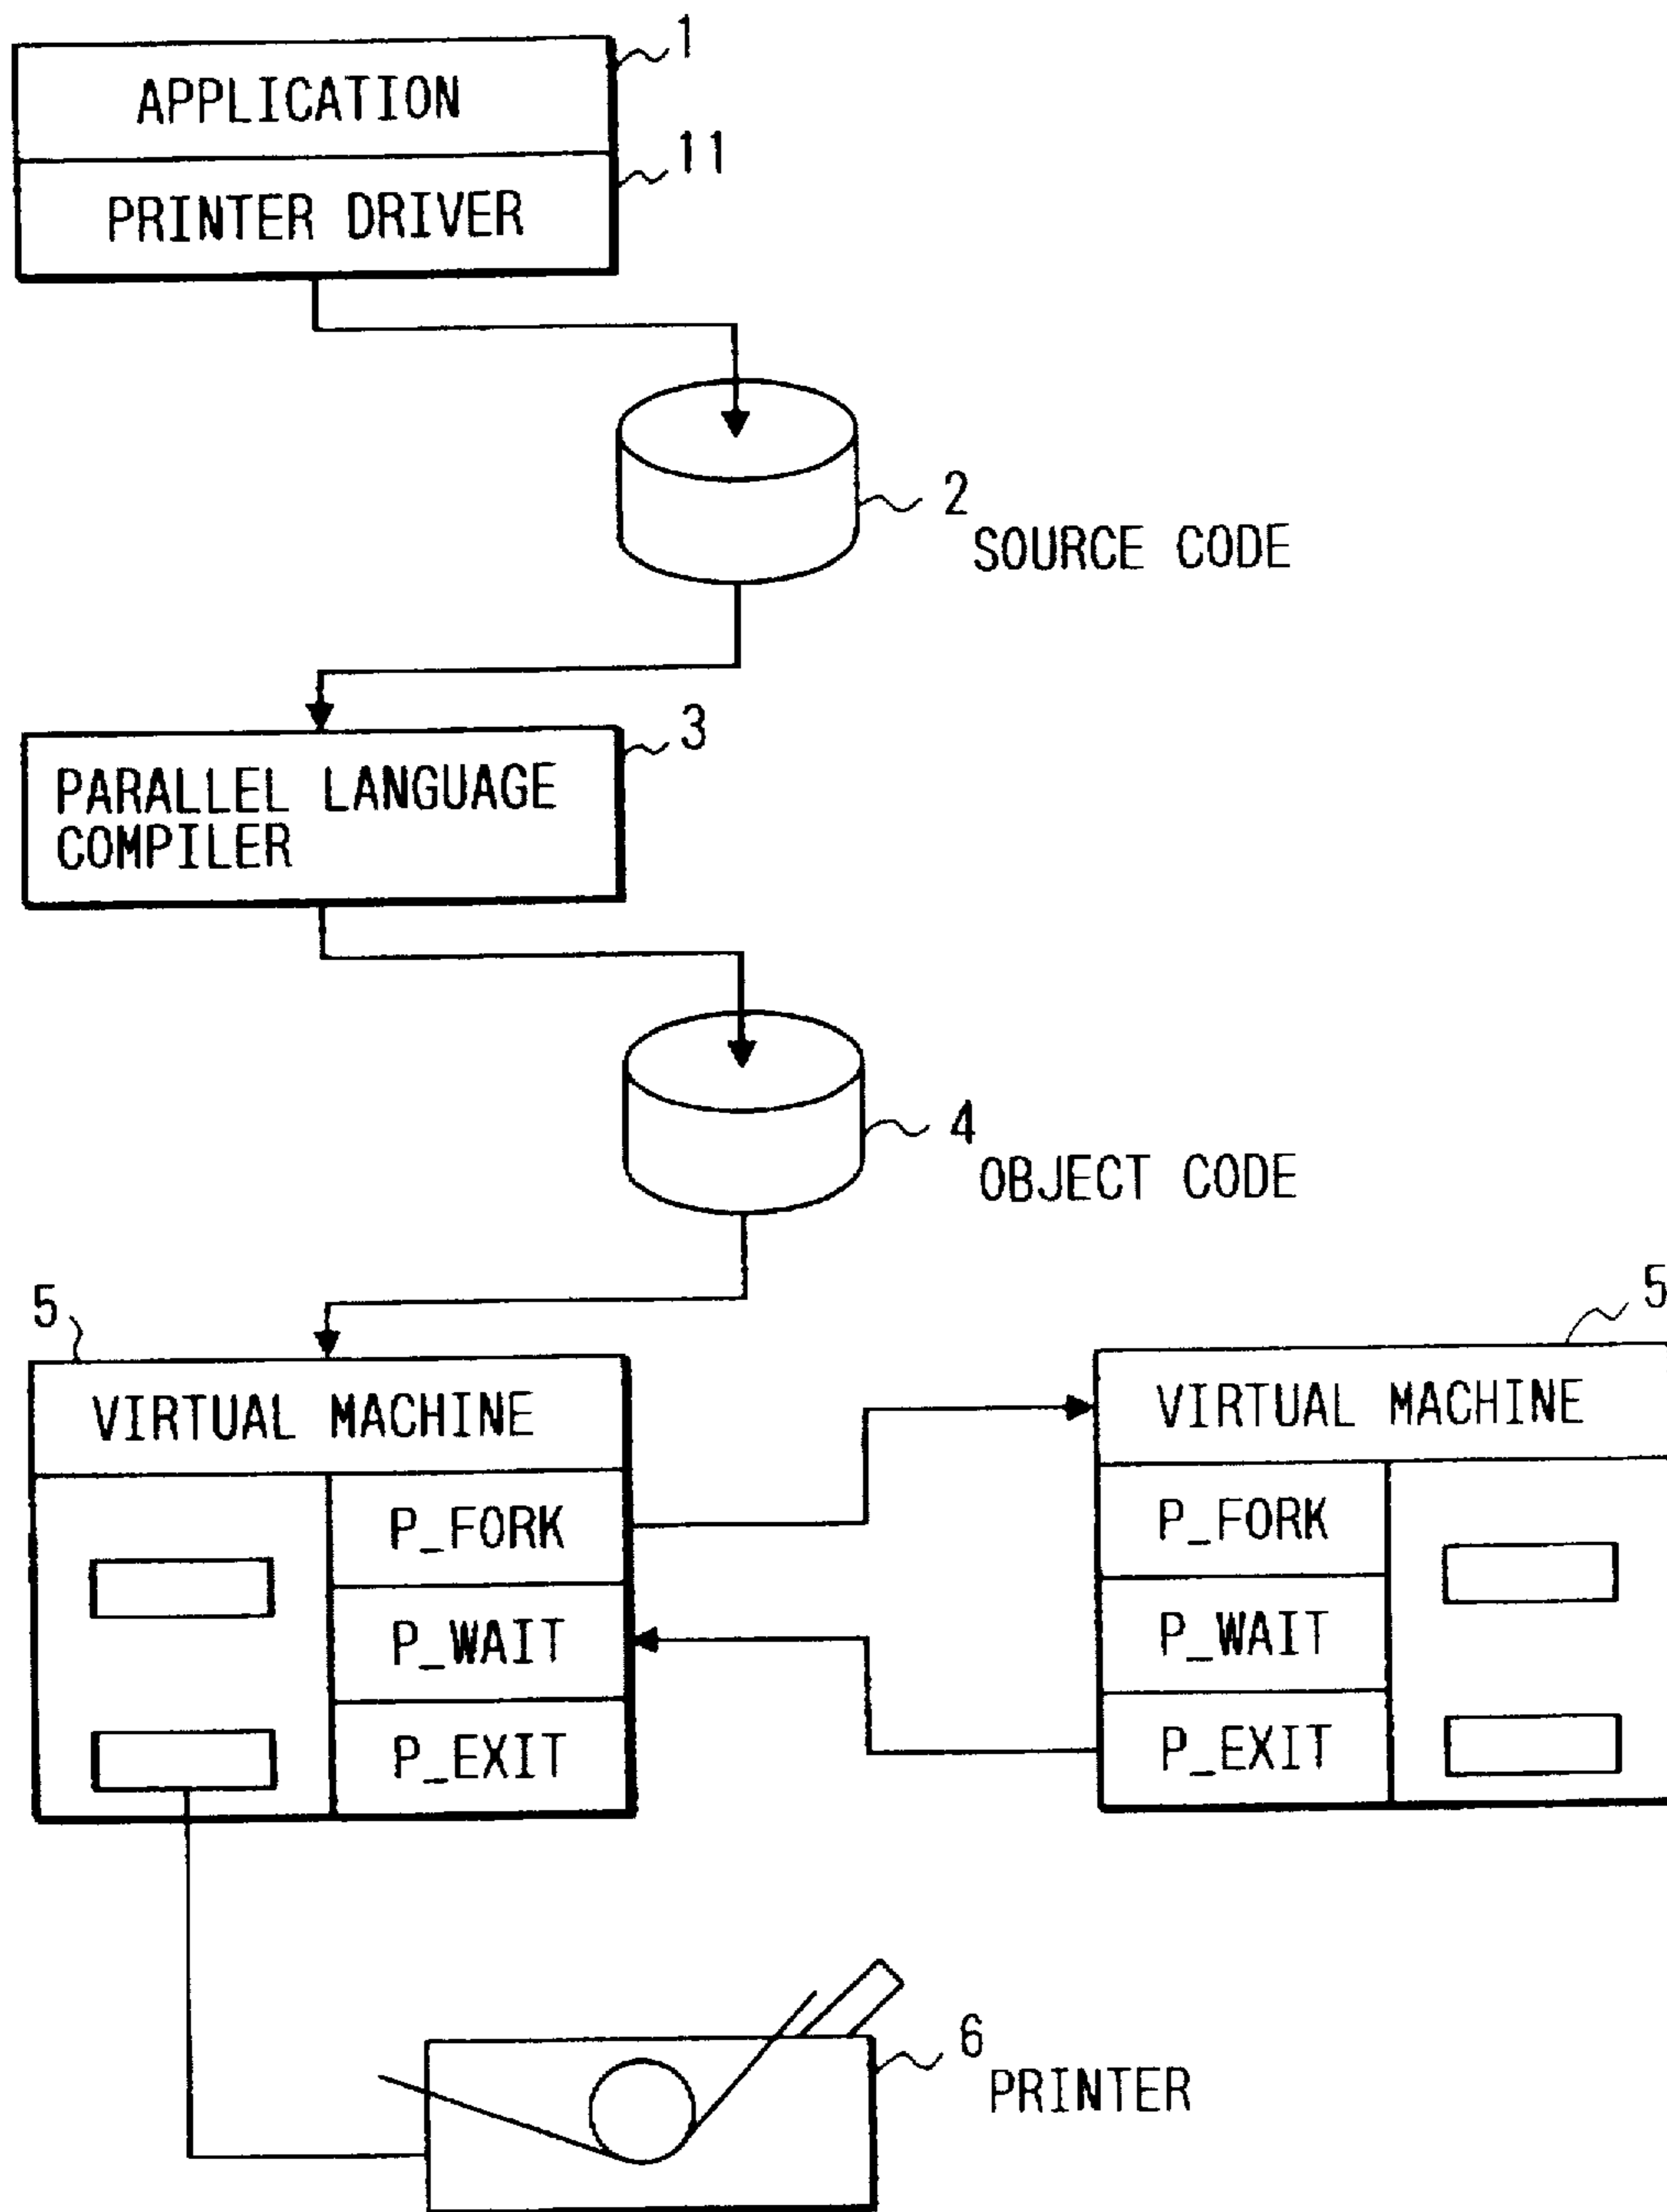 1
APPLICATION
11
PRINTER DRIVER
2
SOURCE CODE
3
PARALLEL LANGUAGE
COMPILER
4
OBJECT CODE
5
VIRTUAL MACHINE
P_FORK
P_WAIT
P_EXIT
5
VIRTUAL MACHINE
P_FORK
P_WAIT
P_EXIT
6
PRINTER